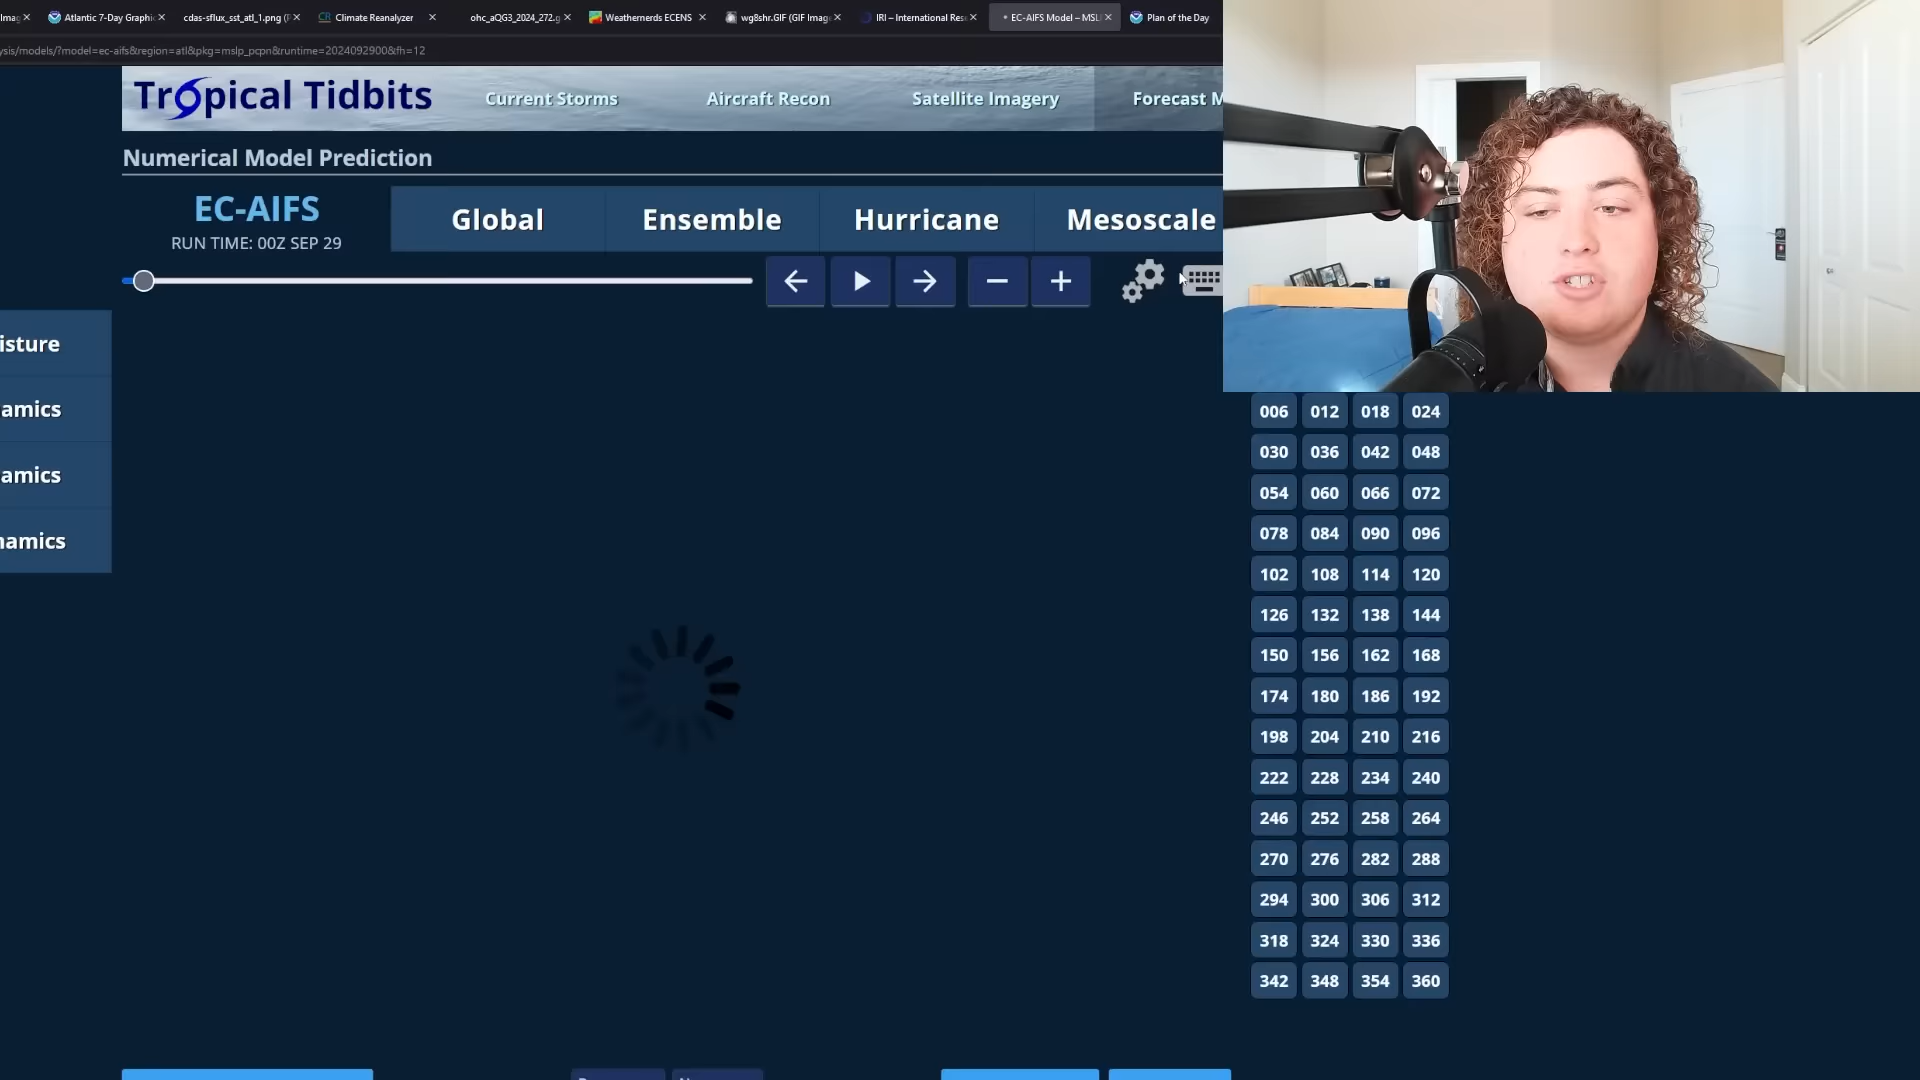 Imag
Atlantic 7-Day Graphi
cdas-sflux_sst_atl_1.png (P
CR Climate Reanalyzer
ohc_aQG3_2024_272.g
Weathernerds ECENS
wg8shr.GIF (GIF Imag
IRI – International Res
EC-AIFS Model – MSL
Plan of the Day
ysis/models/?model=ec-aifs&region=atl&pkg=mslp_pcpn&runtime=2024092900&fh=12
Tropical Tidbits
Current Storms
Aircraft Recon
Satellite Imagery
Forecast M
Numerical Model Prediction
EC-AIFS
RUN TIME: 00Z SEP 29
Global
Ensemble
Hurricane
Mesoscale
isture
amics
amics
namics
006 012 018 024
030 036 042 048
054 060 066 072
078 084 090 096
102 108 114 120
126 132 138 144
150 156 162 168
174 180 186 192
198 204 210 216
222 228 234 240
246 252 258 264
270 276 282 288
294 300 306 312
318 324 330 336
342 348 354 360